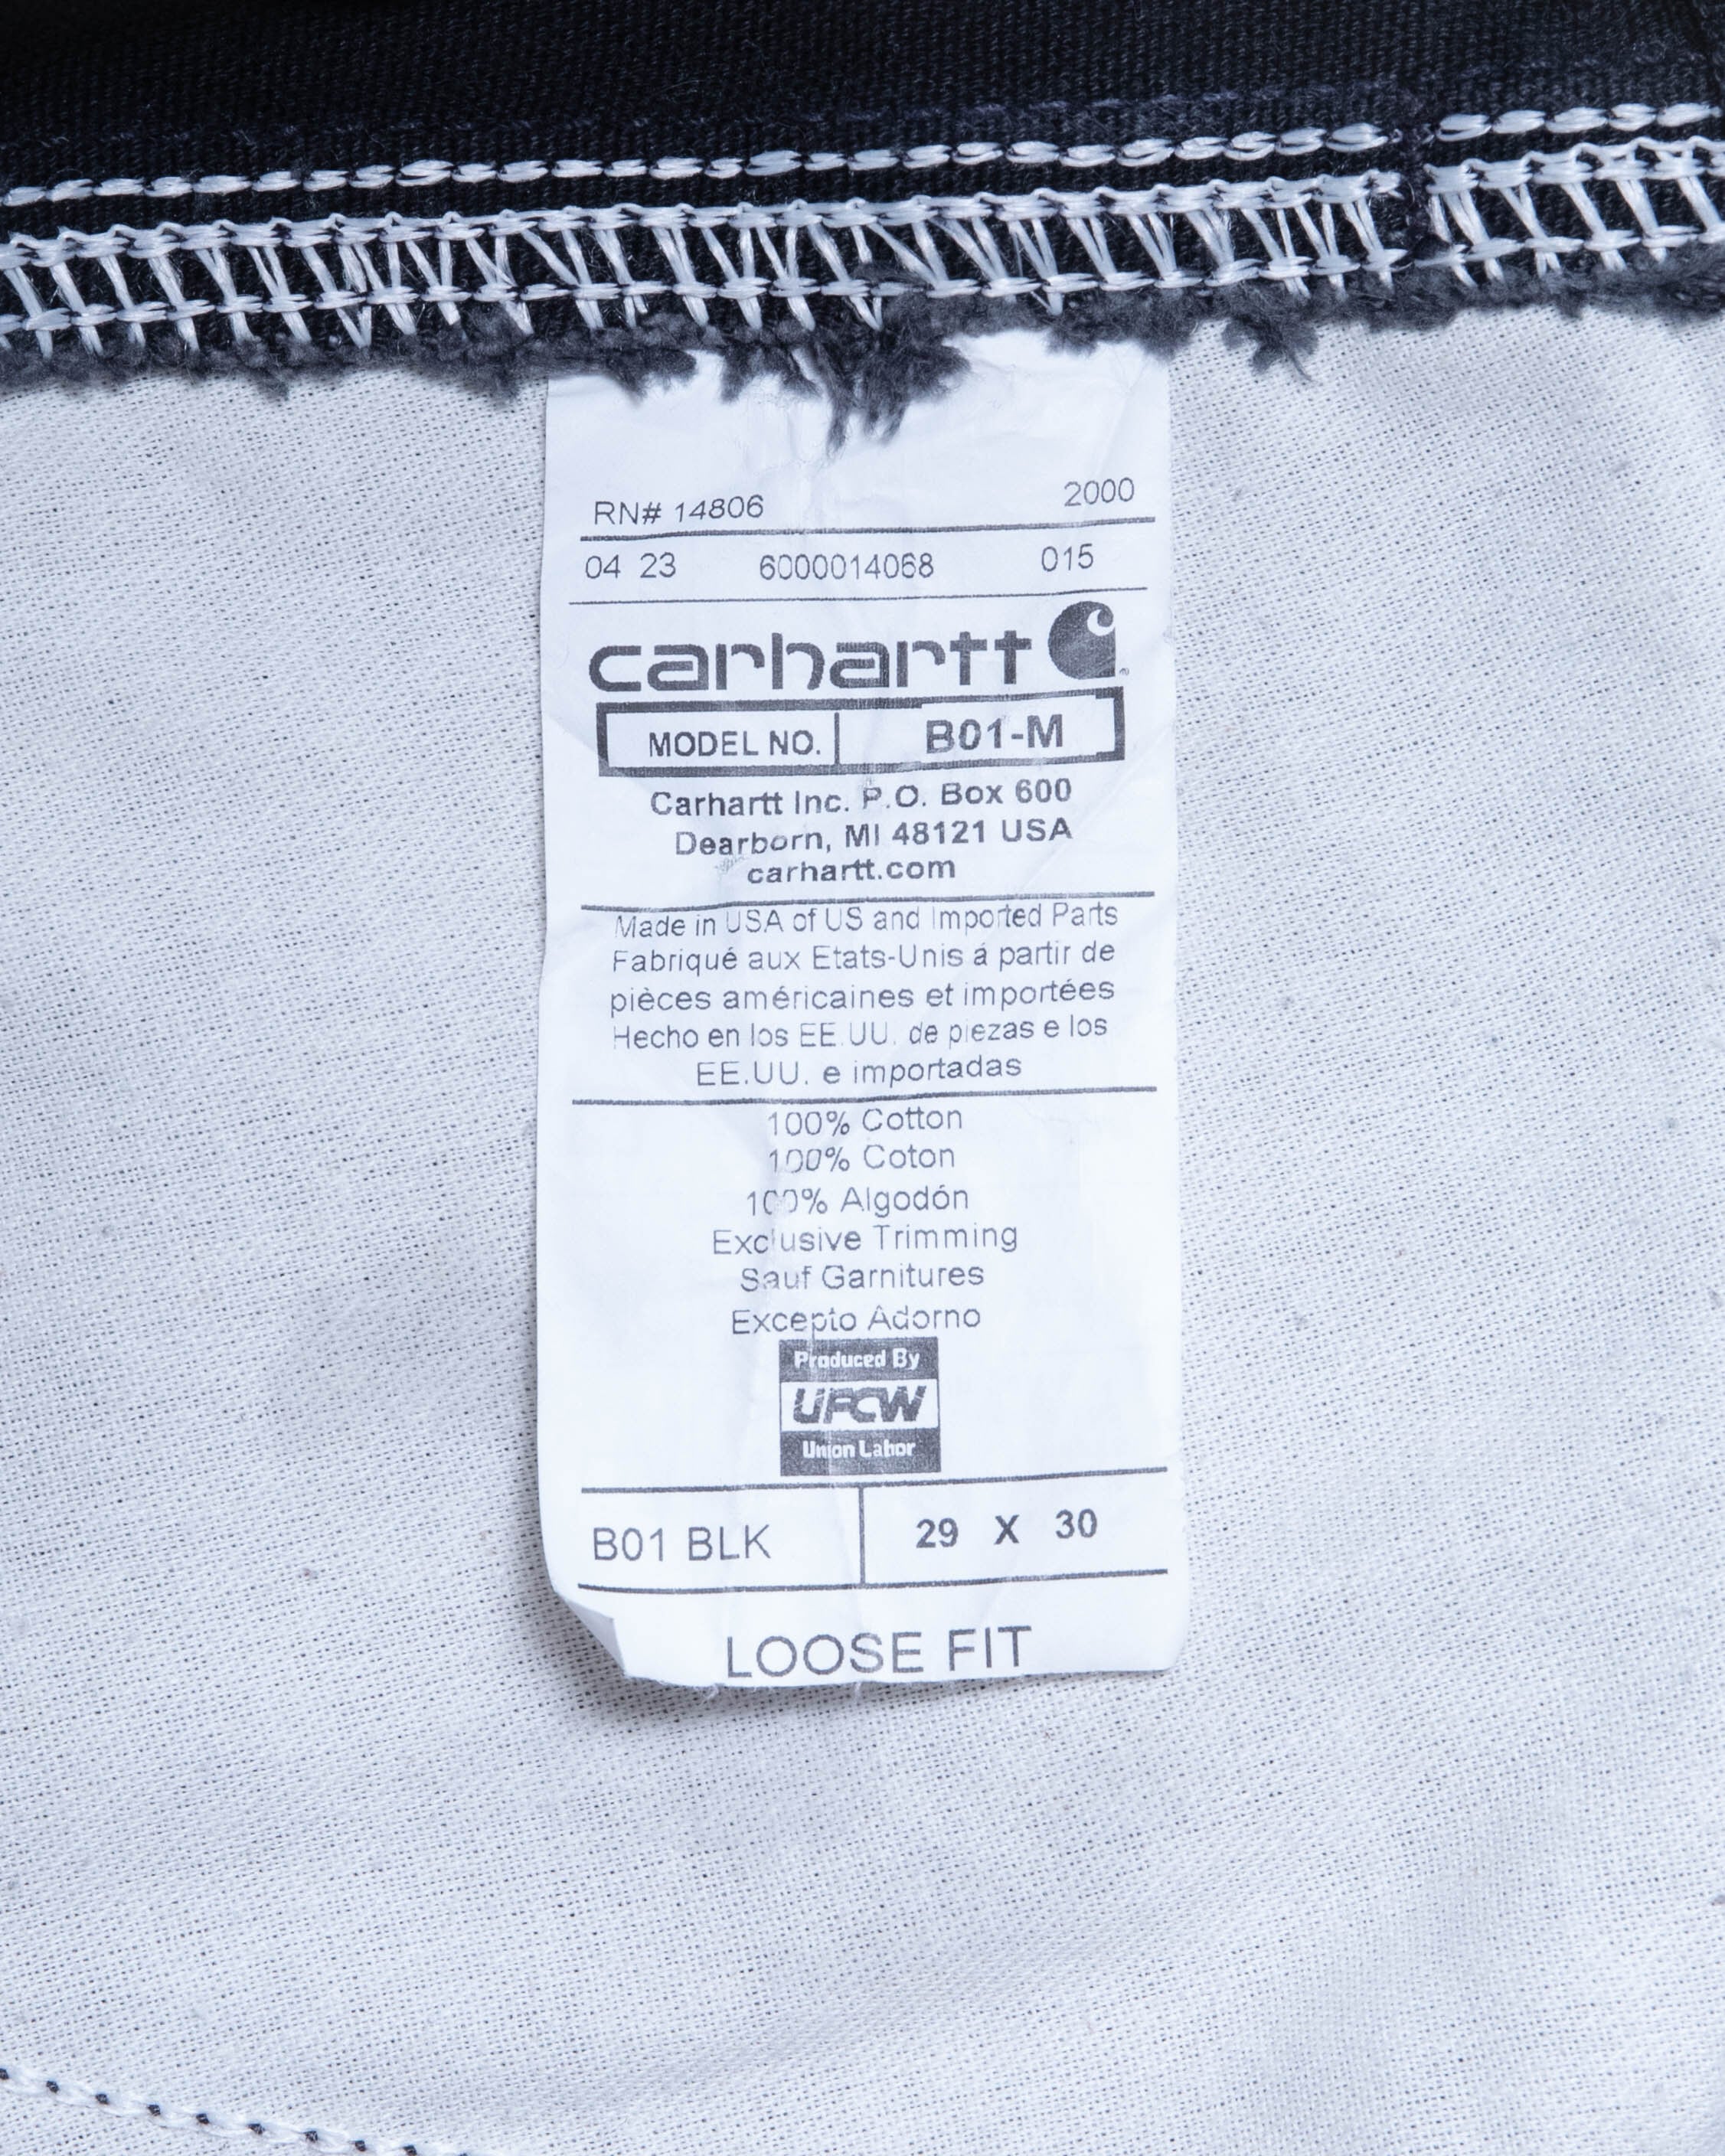 RN# 14806 2000
04 23 6000014068 015
carhartt
MODEL NO. B01-M
Carhartt Inc. P.O. Box 600
Dearborn, MI 48121 USA
carhartt.com
Made in USA of US and Imported Parts
Fabriqué aux Etats-Unis á partir de
pièces américaines et importées
Hecho en los EE.UU. de piezas e los
EE.UU. e importadas
100% Cotton
100% Coton
100% Algodón
Exclusive Trimming
Sauf Garnitures
Excepto Adorno
Produced By
UFCW
Union Labor
B01 BLK 29 X 30
LOOSE FIT